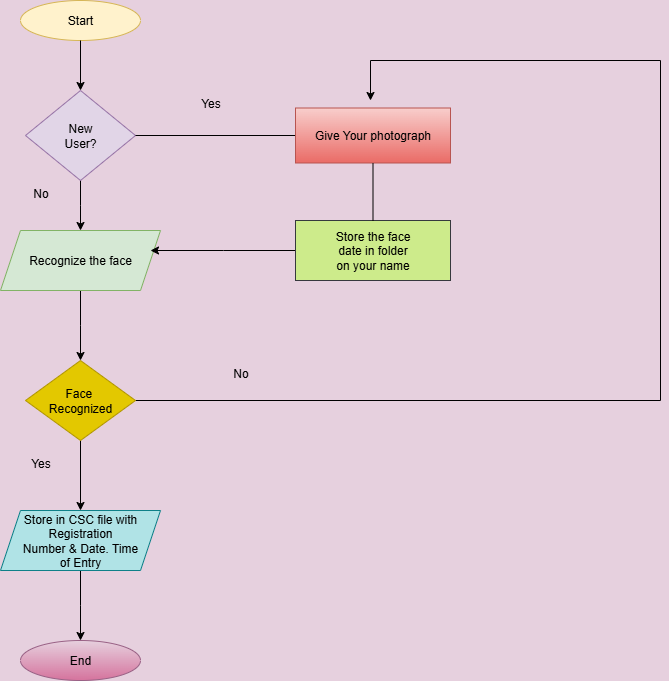 Start
Yes
New
User?
Give Your photograph
No
Store the face
date in folder
on your name
Recognize the face
No
Face
Recognized
Yes
Store in CSC file with
Registration
Number & Date. Time
of Entry
End